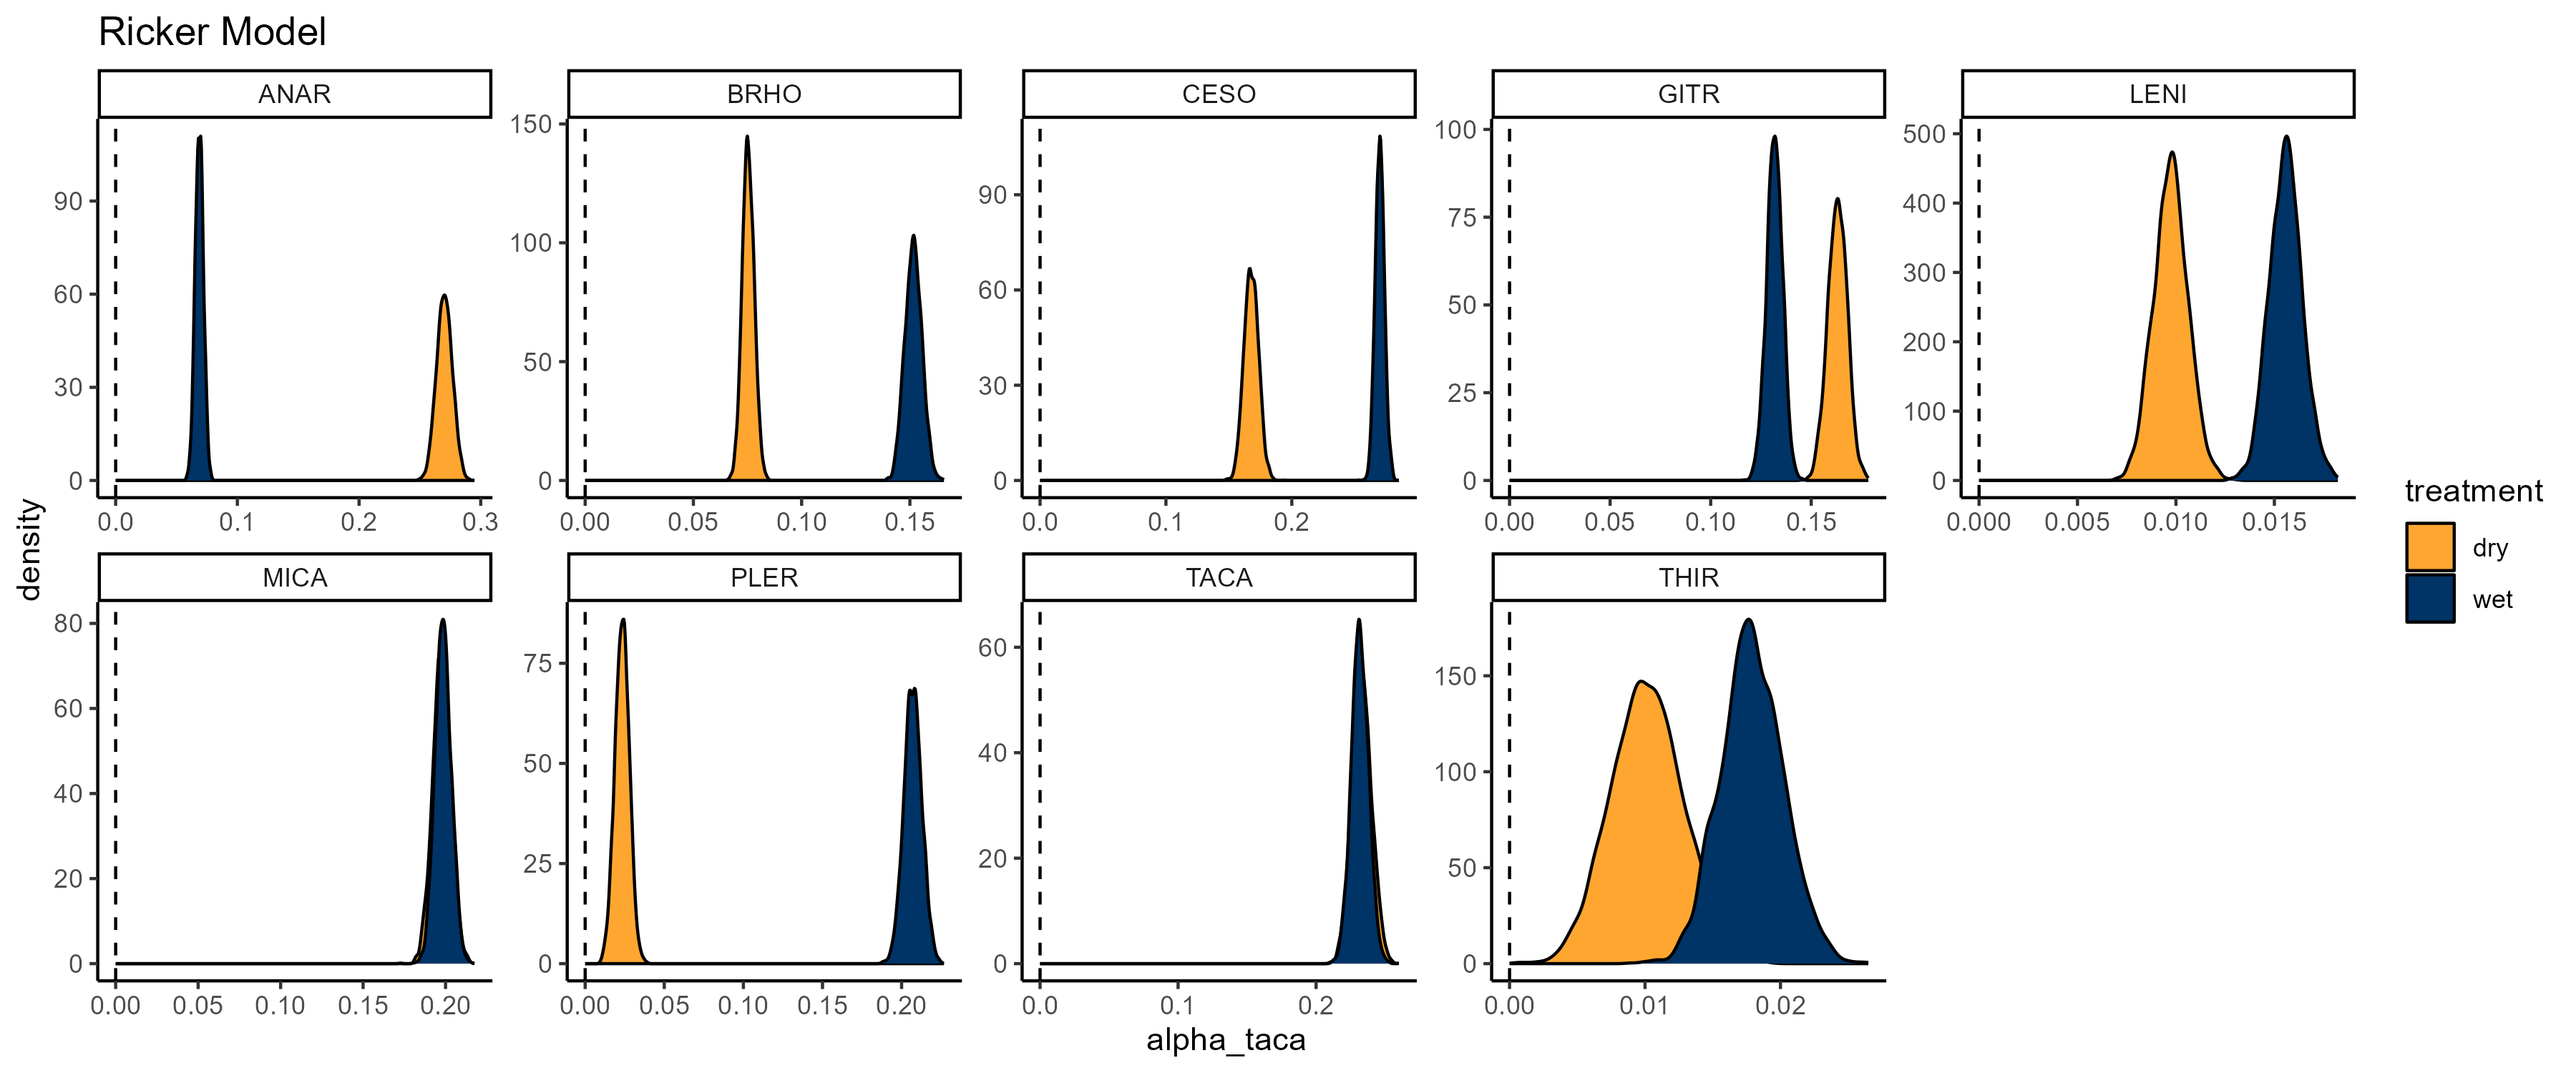 Ricker Model
ANAR BRHO CESO GITR LENI
0 30 60 90
0 50 100 150
0 30 60 90
0 25 50 75 100
0 100 200 300 400 500
0.0 0.1 0.2 0.3
0.00 0.05 0.10 0.15
0.0 0.1 0.2
0.00 0.05 0.10 0.15
0.000 0.005 0.010 0.015
MICA PLER TACA THIR
0 20 40 60 80
0 25 50 75
0 20 40 60
0 50 100 150
0.00 0.05 0.10 0.15 0.20
0.00 0.05 0.10 0.15 0.20
0.0 0.1 0.2
0.00 0.01 0.02
density
alpha_taca
treatment
dry
wet